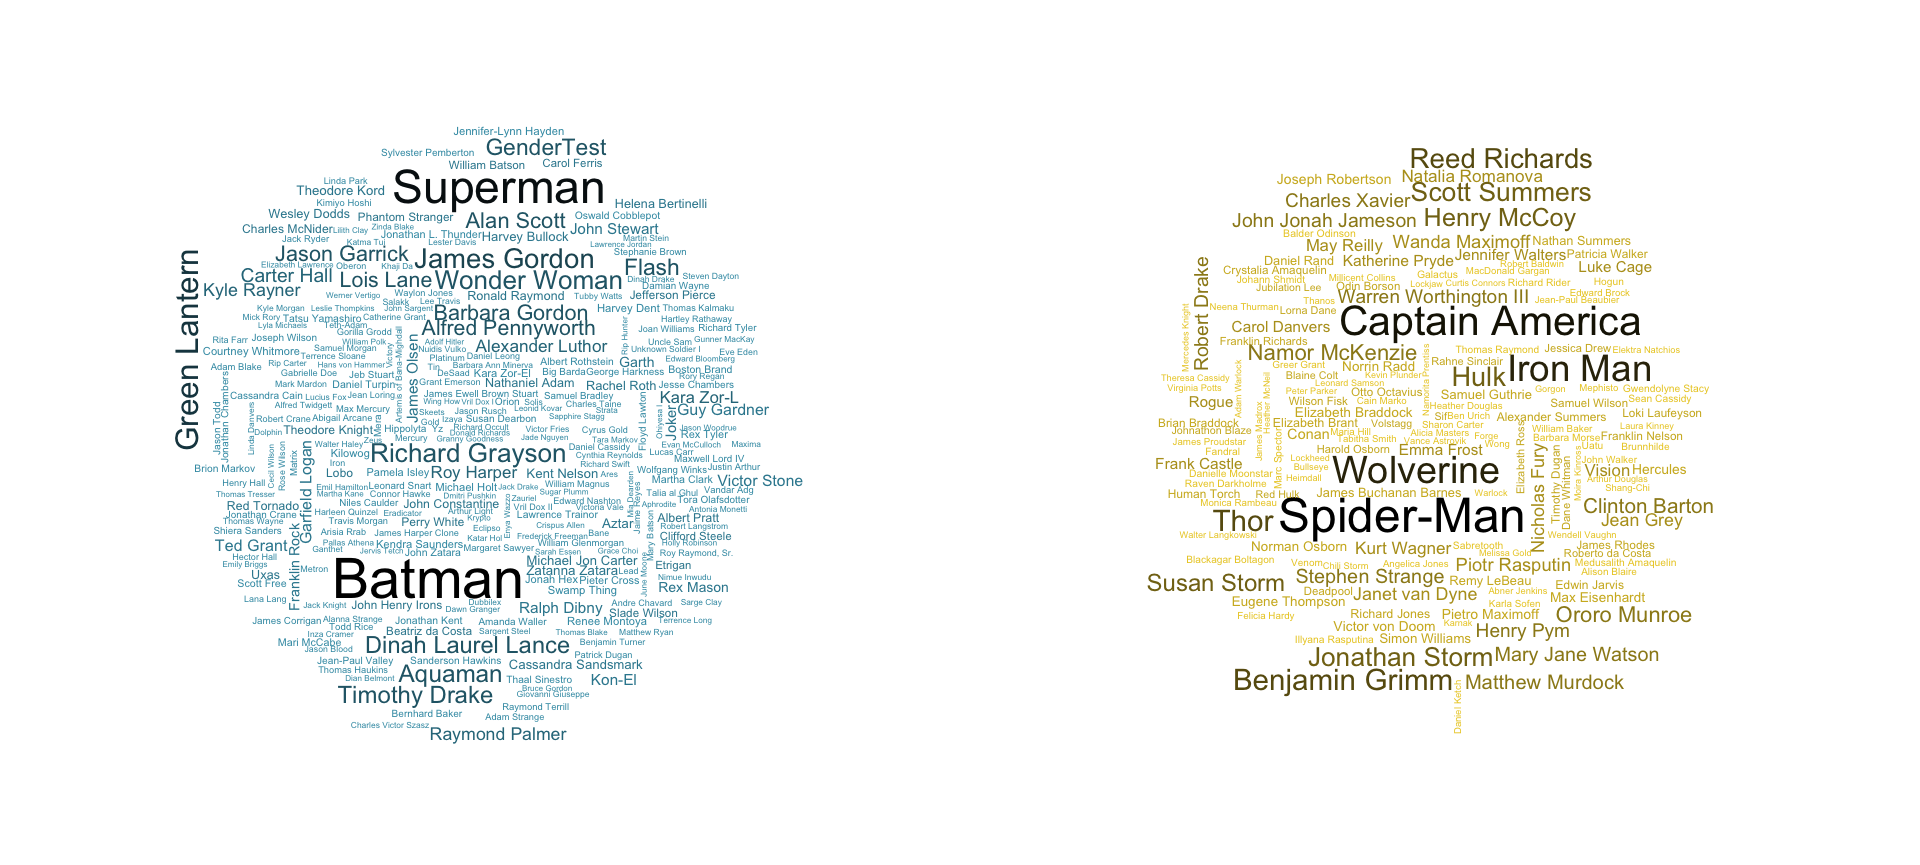 Jennifer-Lynn Hayden
Sylvester Pemberton
GenderTest
William Batson
Carol Ferris
Linda Park
Theodore Kord
Superman
Kimiyo Hoshi
Helena Bertinelli
Wesley Dodds
Phantom Stranger
Alan Scott
Oswald Cobblepot
Charles McNider
Lilith Clay
Zinda Blake
Jonathan L. Thunder
Harvey Bullock
John Stewart
Martin Stein
Jack Ryder
Katma Tui
Lester Davis
Lawrence Jordan
Stephanie Brown
Jason Garrick
James Gordon
Flash
Elizabeth Lawrence
Oberon
Khaji Da
Green Lantern
Carter Hall
Lois Lane
Wonder Woman
Dinah Drake
Steven Dayton
Damian Wayne
Kyle Rayner
Werner Vertigo
Waylon Jones
Ronald Raymond
Tubby Watts
Jefferson Pierce
Salakk
Lee Travis
Kyle Morgan
Leslie Thompkins
John Sargent
Barbara Gordon
Harvey Dent
Thomas Kalmaku
Mick Rory
Tatsu Yamashiro
Catherine Grant
Hartley Rathaway
Lyla Michaels
Teth-Adam
Gorilla Grodd
Alfred Pennyworth
Joan Williams
Richard Tyler
Rita Farr
Joseph Wilson
William Polk
Victory
Artemis of Bana-Mighdall
James Olsen
Adolf Hitler
Rip Hunter
Uncle Sam
Gunner MacKay
Courtney Whitmore
Samuel Morgan
Nuidis Vulko
Alexander Luthor
Unknown Soldier I
Eve Eden
Terrence Sloane
Platinum
Daniel Leong
Edward Bloomberg
Adam Blake
Rip Carter
Hans von Hammer
Tin
Barbara Ann Minerva
Albert Rothstein
Garth
Boston Brand
Gabrielle Doe
Jeb Stuart
DeSaad
Kara Zor-El
Big Barda
George Harkness
Rory Regan
Mark Mardon
Daniel Turpin
Grant Emerson
Nathaniel Adam
Rachel Roth
Jesse Chambers
Cassandra Cain
Lucius Fox
Jean Loring
James Ewell Brown Stuart
Samuel Bradley
Kara Zor-L
Alfred Twidgett
Max Mercury
Wing How
Vril Dox I
Orion
Solis
Charles Taine
Guy Gardner
Jason Todd
Jonathan Chambers
Linda Danvers
Robert Crane
Abigail Arcane
Mera
Skeets
Jason Rusch
Leonid Kovar
Strata
Floyd Lawton
Ohiyesa
Joker
Gold
Izaya
Susan Dearbon
Sapphire Stagg
Dolphin
Theodore Knight
Hippolyta
Yz
Richard Occult
Donald Richards
Victor Fries
Cyrus Gold
Jason Woodrue
Rex Tyler
Walter Haley
Zeus
Mercury
Granny Goodness
Jade Nguyen
Tara Markov
Evan McCulloch
Maxima
Kilowog
Richard Grayson
Daniel Cassidy
Lucas Carr
Maxwell Lord IV
Iron
Cynthia Reynolds
Brion Markov
Cecil Wilson
Rose Wilson
Matrix
Lobo
Pamela Isley
Roy Harper
Kent Nelson
Richard Swift
Ares
Wolfgang Winks
Justin Arthur
Henry Hall
Emil Hamilton
Leonard Snart
Michael Holt
Jack Drake
William Magnus
Martha Clark
Victor Stone
Thomas Tresser
Martha Kane
Connor Hawke
Dmitri Pushkin
Sugar Plumm
Talia al Ghul
Vandar Adg
Red Tornado
Garfield Logan
Niles Caulder
John Constantine
Zauriel
Edward Nashton
Ma Deardan
Jaime Reyes
Tora Olafsdotter
Jonathan Crane
Harleen Quinzel
Eradicator
Arthur Light
Enya Wazzo
Vril Dox II
Victoria Vale
Aphrodite
Antonia Monetti
Thomas Wayne
Travis Morgan
Perry White
Krypto
Lawrence Trainor
Aztar
Albert Pratt
Shiera Sanders
Franklin Rock
Arisia Rrab
James Harper Clone
Eclipso
Crispus Allen
Mary Batson
Robert Langstrom
Pallas Athena
Kendra Saunders
Katar Hol
Frederick Freeman
Bane
Clifford Steele
Ted Grant
Ganthet
Jervis Tetch
John Zatara
Margaret Sawyer
William Glenmorgan
Holly Robinson
Hector Hall
Sarah Essen
Grace Choi
Roy Raymond, Sr.
Emily Briggs
Metron
Michael Jon Carter
June Moone
Etrigan
Uxas
Batman
Zatanna Zatara
Lead
Scott Free
Jonah Hex
Pieter Cross
Nimue Inwudu
Swamp Thing
Rex Mason
Lana Lang
Jack Knight
John Henry Irons
Dubbilex
Dawn Granger
Ralph Dibny
Andre Chavard
Sarge Clay
James Corrigan
Alanna Strange
Jonathan Kent
Amanda Waller
Slade Wilson
Todd Rice
Renee Montoya
Terrence Long
Inza Cramer
Beatriz da Costa
Sargent Steel
Thomas Blake
Matthew Ryan
Mari McCabe
Jason Blood
Dinah Laurel Lance
Benjamin Turner
Jean-Paul Valley
Sanderson Hawkins
Patrick Dugan
Thomas Haukins
Cassandra Sandsmark
Dian Belmont
Aquaman
Thaal Sinestro
Kon-El
Timothy Drake
Bruce Gordon
Giovanni Giuseppe
Bernhard Baker
Raymond Terrill
Adam Strange
Charles Victor Szasz
Raymond Palmer
Reed Richards
Joseph Robertson
Natalia Romanova
Charles Xavier
Scott Summers
John Jonah Jameson
Henry McCoy
Balder Odinson
May Reilly
Wanda Maximoff
Nathan Summers
Daniel Rand
Katherine Pryde
Jennifer Walters
Patricia Walker
Robert Drake
Crystalia Amaquelin
Robert Baldwin
Luke Cage
Johann Shmidt
Millicent Collins
Galactus
MacDonald Gargan
Jubilation Lee
Odin Borson
Lockjaw
Curtis Connors
Richard Rider
Hogun
Thanos
Warren Worthington III
Edward Brock
Jean-Paul Beaubier
Mercedes Knight
Neena Thurman
Lorna Dane
Carol Danvers
Captain America
Franklin Richards
Namor McKenzie
Thomas Raymond
Jessica Drew
Elektra Natchios
Greer Grant
Norrin Radd
Namorita Prentiss
Rahne Sinclair
Iron Man
Theresa Cassidy
Blaine Colt
Kevin Plunder
Hulk
Virginia Potts
Leonard Samson
Gorgon
Mephisto
Gwendolyne Stacy
Peter Parker
Otto Octavius
Samuel Guthrie
Sean Cassidy
Rogue
Adam Warlock
Heather McNeil
Wilson Fisk
Cain Marko
Heather Douglas
Samuel Wilson
Elizabeth Braddock
Sif
Ben Urich
Alexander Summers
Loki Laufeyson
Brian Braddock
Elizabeth Brant
Volstagg
Sharon Carter
Laura Kinney
Johnathon Blaze
James Madrox
Conan
Maria Hill
Alicia Masters
William Baker
James Proudstar
Tabitha Smith
Vance Astrovik
Forge
Barbara Morse
Franklin Nelson
Fandral
Harold Osborn
Emma Frost
Wong
Elizabeth Ross
Uatu
Brunnhilde
Frank Castle
Marc Spector
Lockheed
Bullseye
Wolverine
Nicholas Fury
Timothy Dugan
Dane Whitman
Moira Kinross
John Walker
Danielle Moonstar
Heimdall
Vision
Hercules
Raven Darkholme
Arthur Douglas
Shang-Chi
Human Torch
Red Hulk
James Buchanan Barnes
Warlock
Monica Rambeau
Clinton Barton
Thor
Spider-Man
Jean Grey
Walter Langkowski
Wendell Vaughn
Norman Osborn
Kurt Wagner
Sabretooth
Melissa Gold
James Rhodes
Roberto da Costa
Blackagar Boltagon
Venom
Chili Storm
Angelica Jones
Piotr Rasputin
Medusalith Amaquelin
Alison Blaire
Susan Storm
Stephen Strange
Remy LeBeau
Edwin Jarvis
Deadpool
Janet van Dyne
Abner Jenkins
Max Eisenhardt
Eugene Thompson
Karla Sofen
Felicia Hardy
Richard Jones
Pietro Maximoff
Ororo Munroe
Victor von Doom
Karnak
Henry Pym
Illyana Rasputina
Simon Williams
Jonathan Storm
Mary Jane Watson
Benjamin Grimm
Matthew Murdock
Daniel Ketch